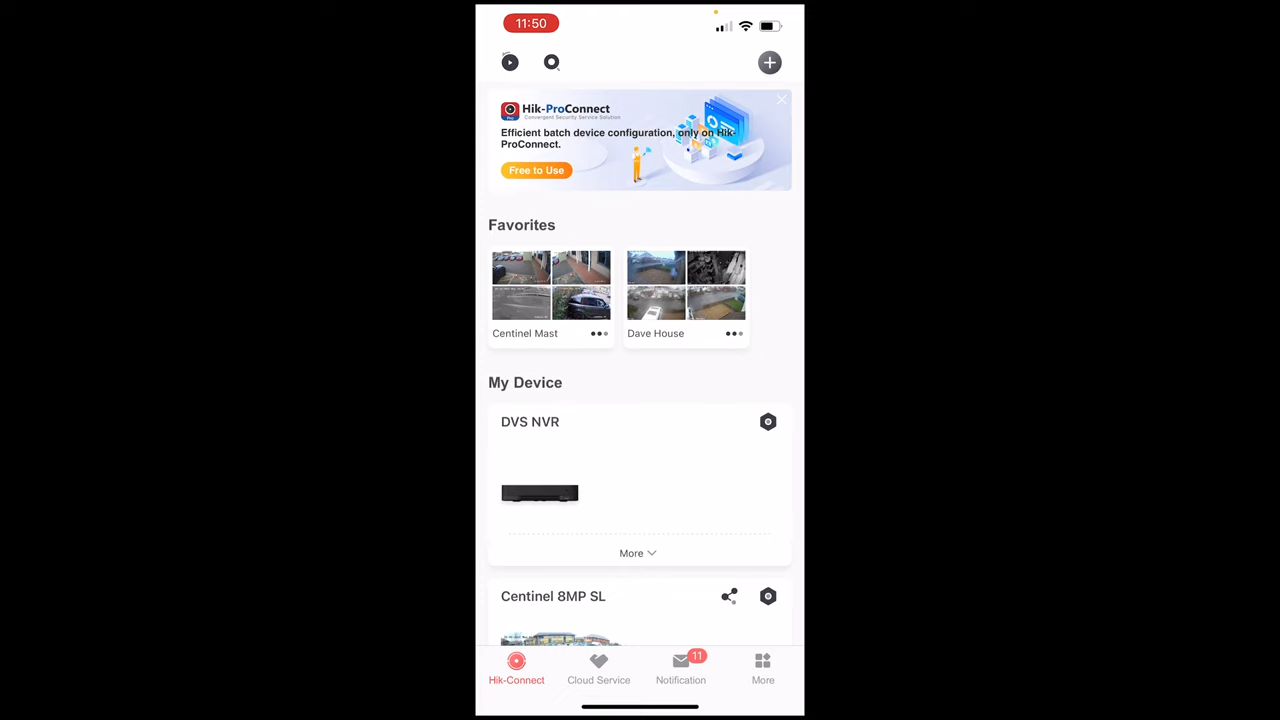 11:50
Hik-ProConnect
Convergent Security Service Solution
Efficient batch device configuration, only on Hik-
ProConnect.
Free to Use
Favorites
Centinel Mast
Dave House
My Device
DVS NVR
More
Centinel 8MP SL
11
Hik-Connect
Cloud Service
Notification
More